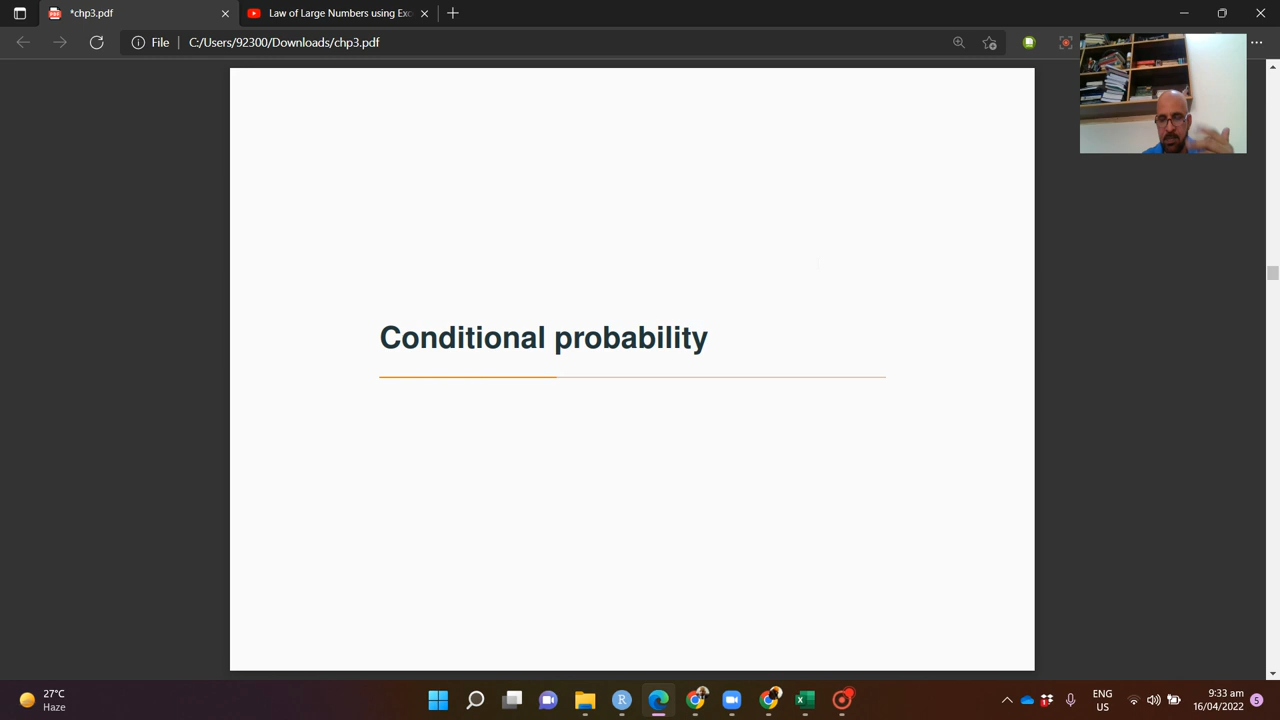 *chp3.pdf
Law of Large Numbers using Exc
File
C:/Users/92300/Downloads/chp3.pdf
Conditional probability
27°C
Haze
ENG
US
9:33 am
16/04/2022
5